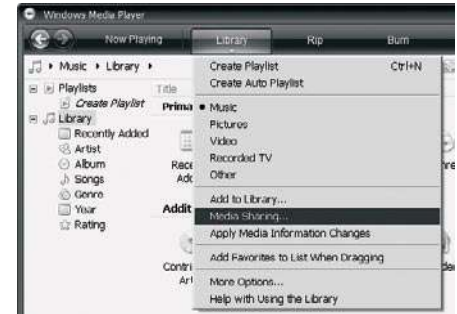 Windows Media Player
Now Playing Library Rip Burn
Music Library
Playlists
Create Playlist
Library
Recently Added
Artist
Album
Songs
Genre
Year
Rating
Title
Prima
Rece
Add
Addit
Contri
Art
Create Playlist Ctrl+N
Create Auto Playlist
Music
Pictures
Video
Recorded TV
Other
Add to Library...
Media Sharing...
Apply Media Information Changes
Add Favorites to List When Dragging
More Options...
Help with Using the Library